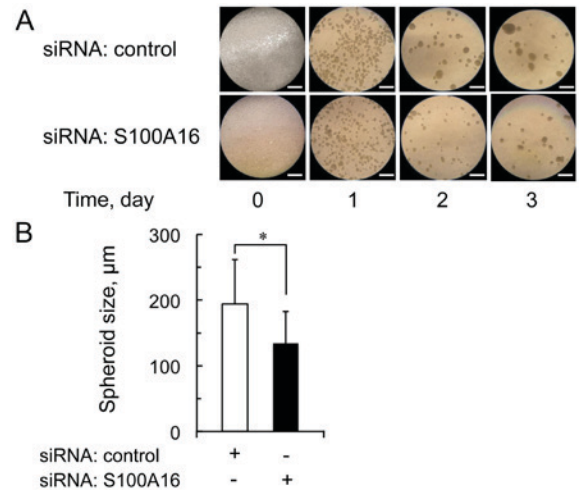 A
siRNA: control
siRNA: S100A16
Time, day 0 1 2 3
B
Spheroid size, μm
300
200
100
0
*
siRNA: control + -
siRNA: S100A16 - +